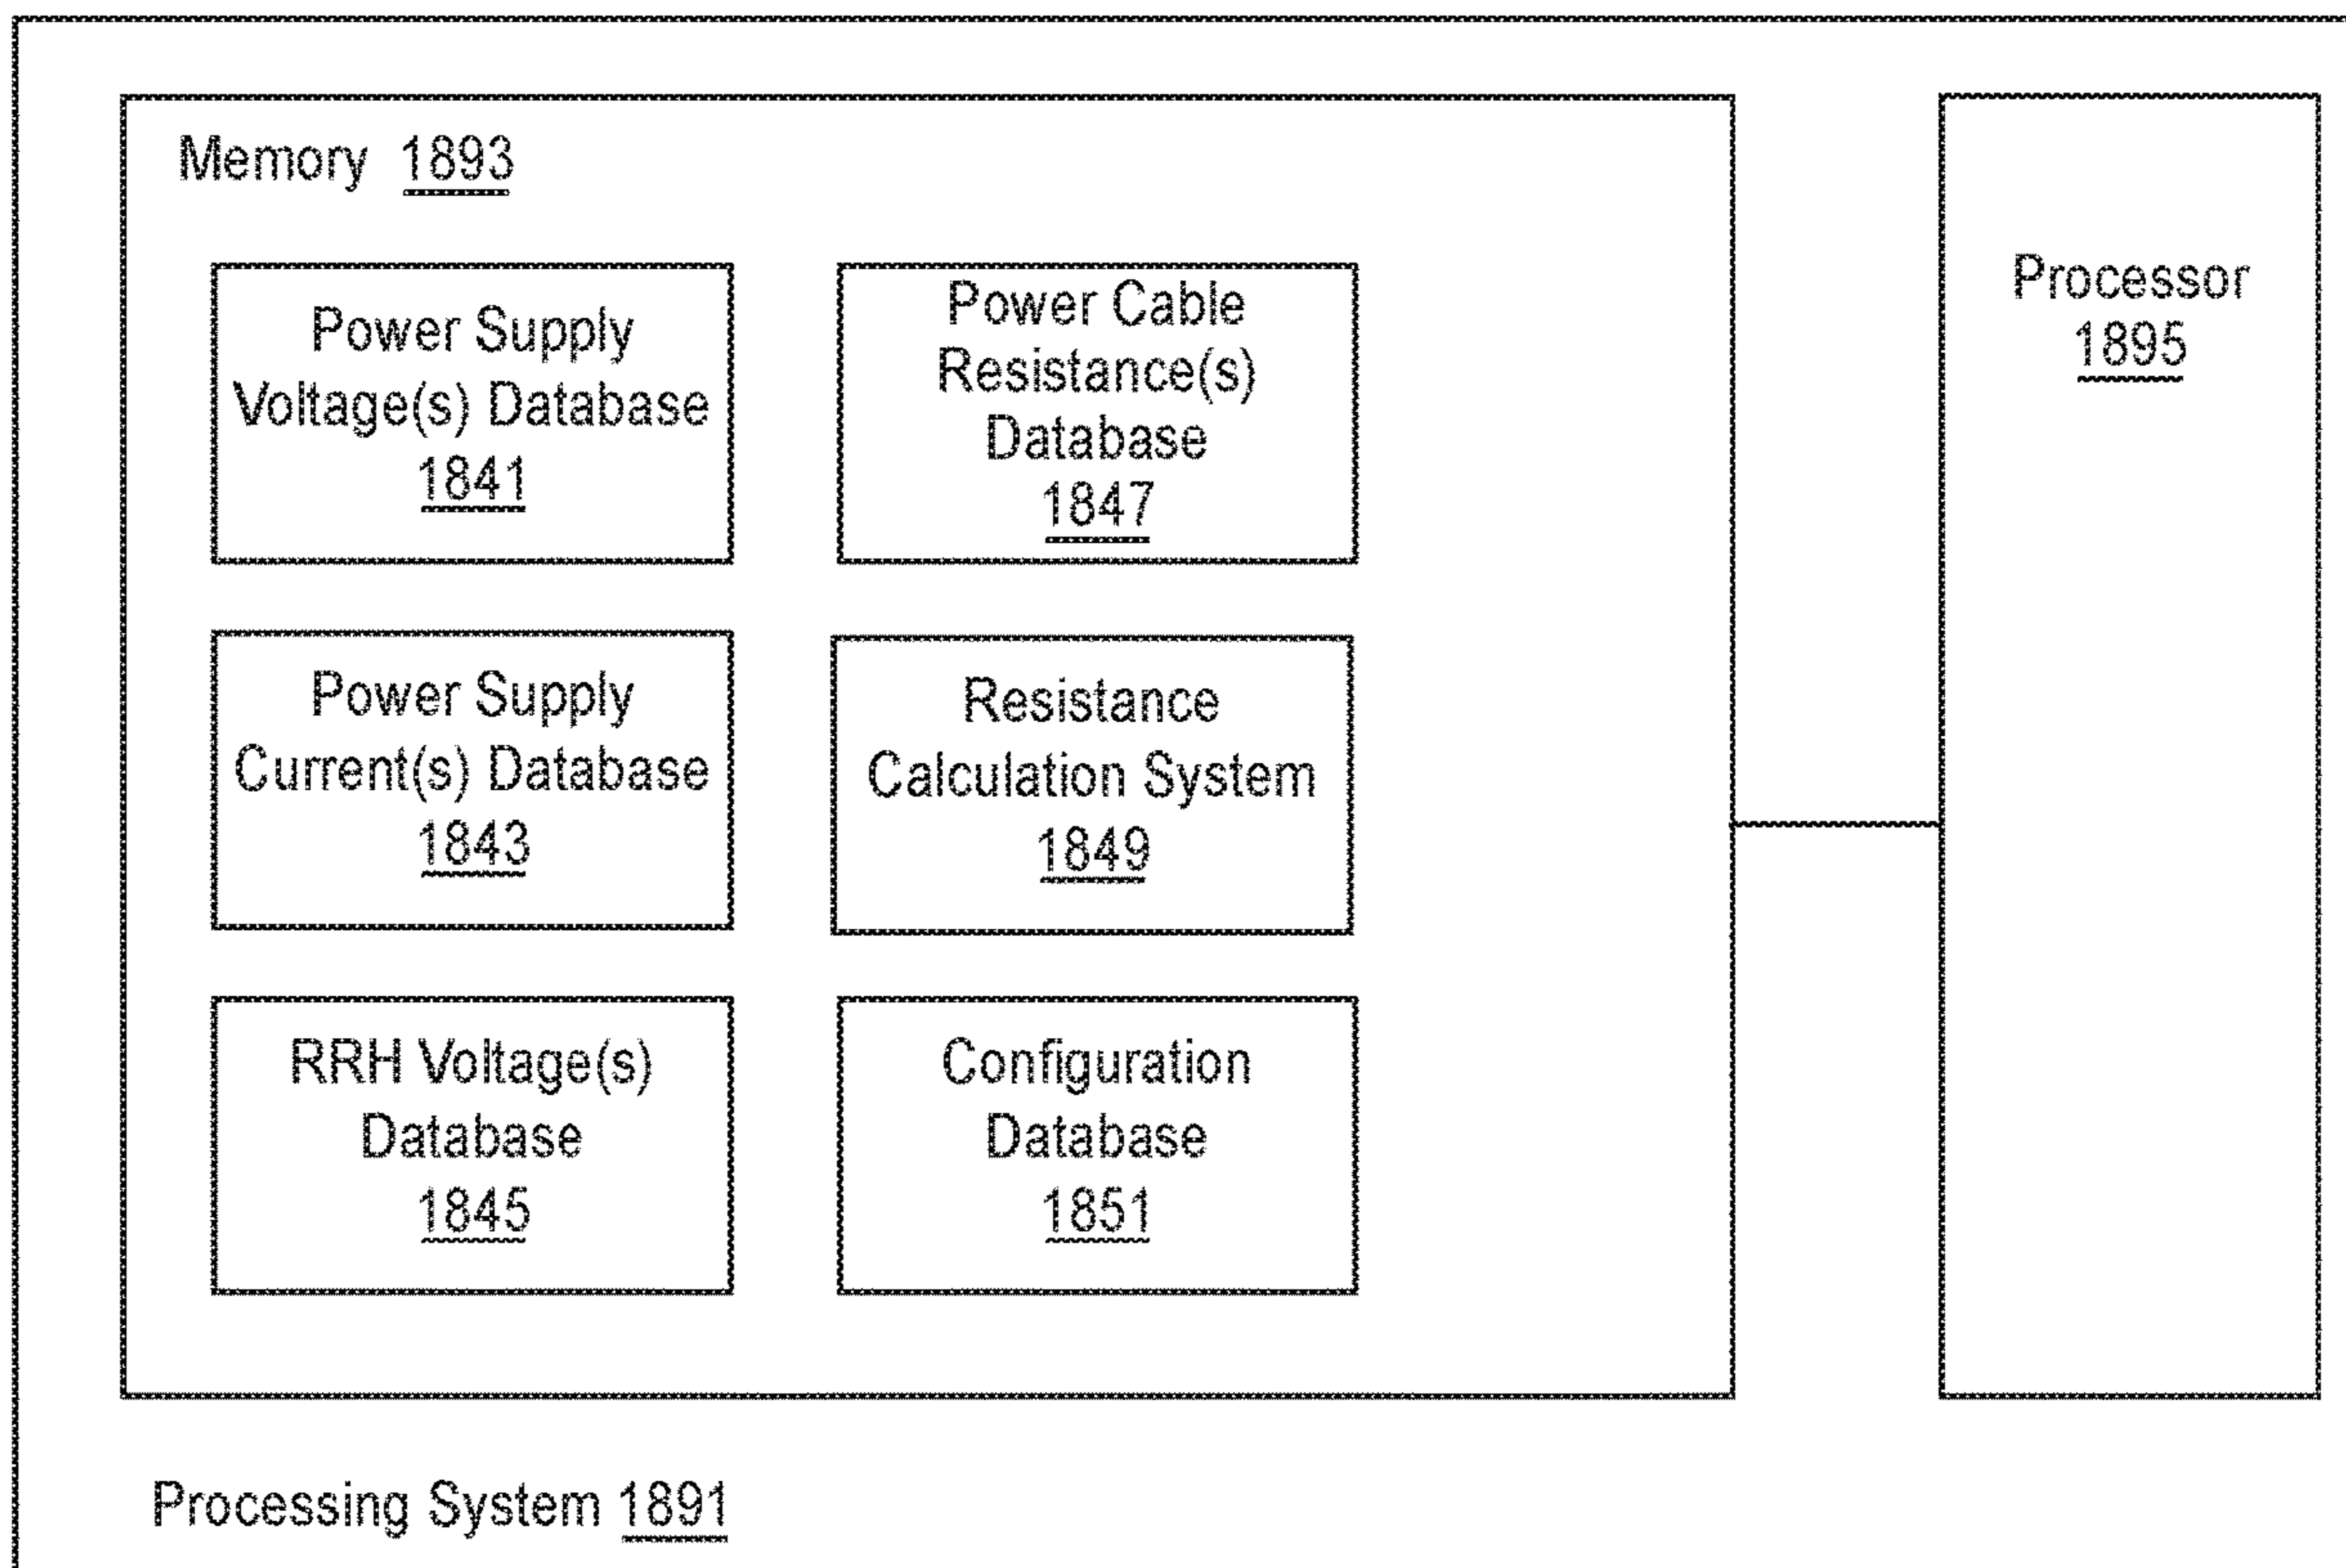 Memory 1893
Power Supply
Voltage(s) Database
1841
Power Cable
Resistance(s)
Database
1847
Power Supply
Current(s) Database
1843
Resistance
Calculation System
1849
RRH Voltage(s)
Database
1845
Configuration
Database
1851
Processor
1895
Processing System 1891